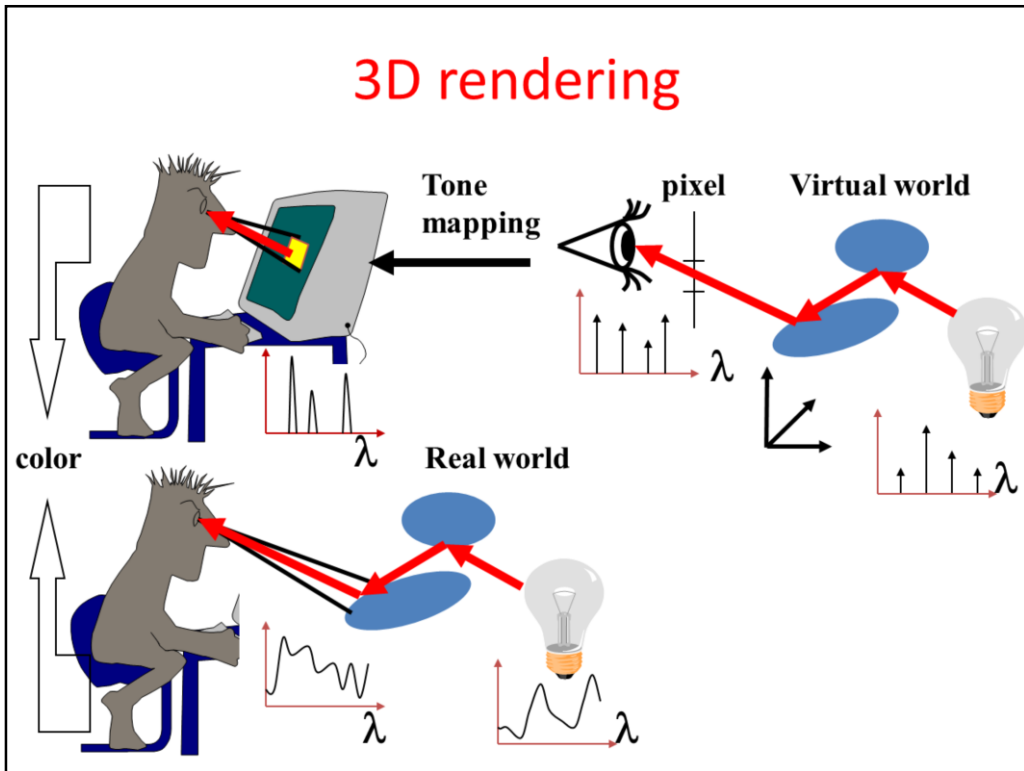 3D rendering
Tone
mapping
pixel
Virtual world
λ
λ
λ
color
Real world
λ
λ